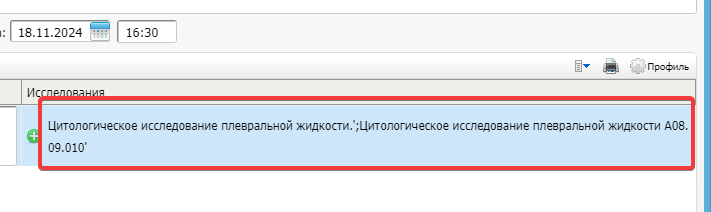 : 18.11.2024 16:30
Профиль
Исследования
Цитологическое исследование плевральной жидкости.';Цитологическое исследование плевральной жидкости A08.
09.010'